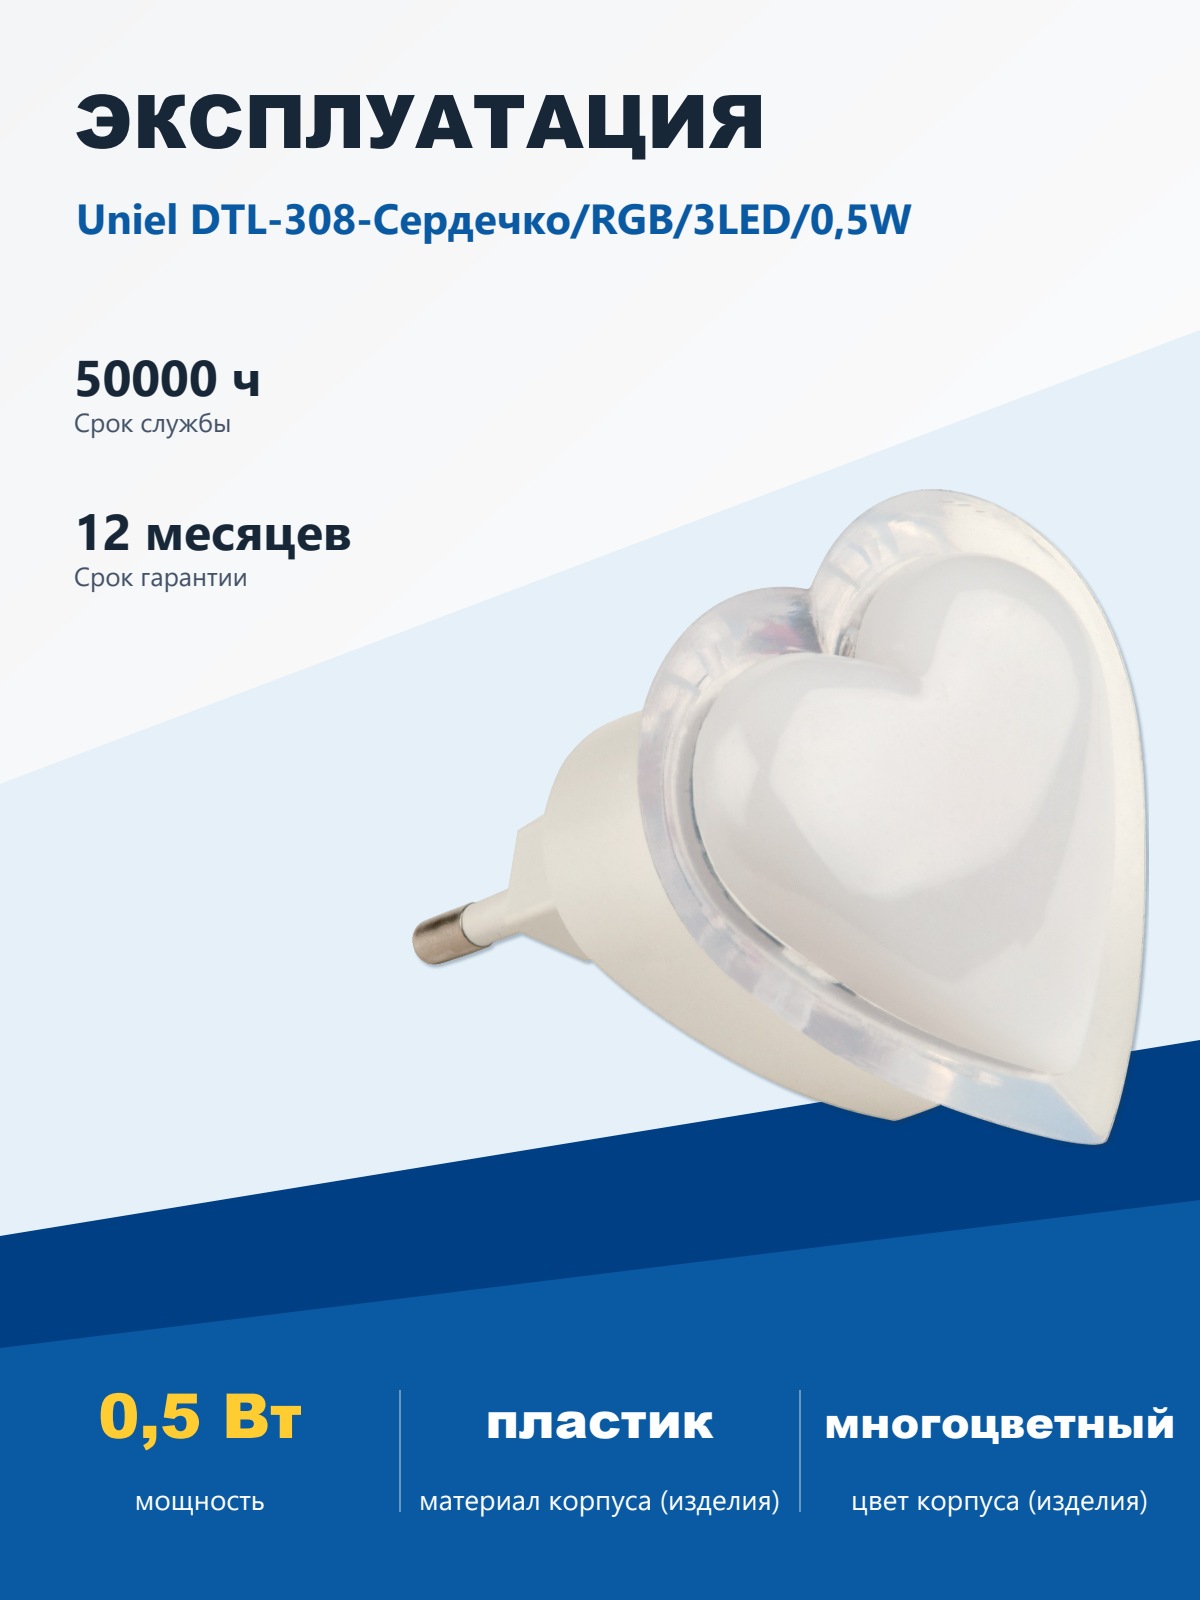 ЭКСПЛУАТАЦИЯ
Uniel DTL-308-Сердечко/RGB/3LED/0,5W
50000 ч
Срок службы
12 месяцев
Срок гарантии
0,5 Вт
мощность
пластик
материал корпуса (изделия)
многоцветный
цвет корпуса (изделия)